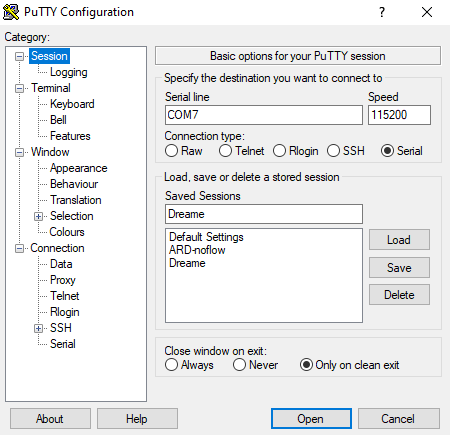 PuTTY Configuration
?
Category:
Session
Logging
Terminal
Keyboard
Bell
Features
Window
Appearance
Behaviour
Translation
Selection
Colours
Connection
Data
Proxy
Telnet
Rlogin
SSH
Serial
Basic options for your PuTTY session
Specify the destination you want to connect to
Serial line Speed
COM7 115200
Connection type:
Raw Telnet Rlogin SSH Serial
Load, save or delete a stored session
Saved Sessions
Dreame
Default Settings
ARD-noflow
Dreame
Load
Save
Delete
Close window on exit:
Always Never Only on clean exit
About Help Open Cancel